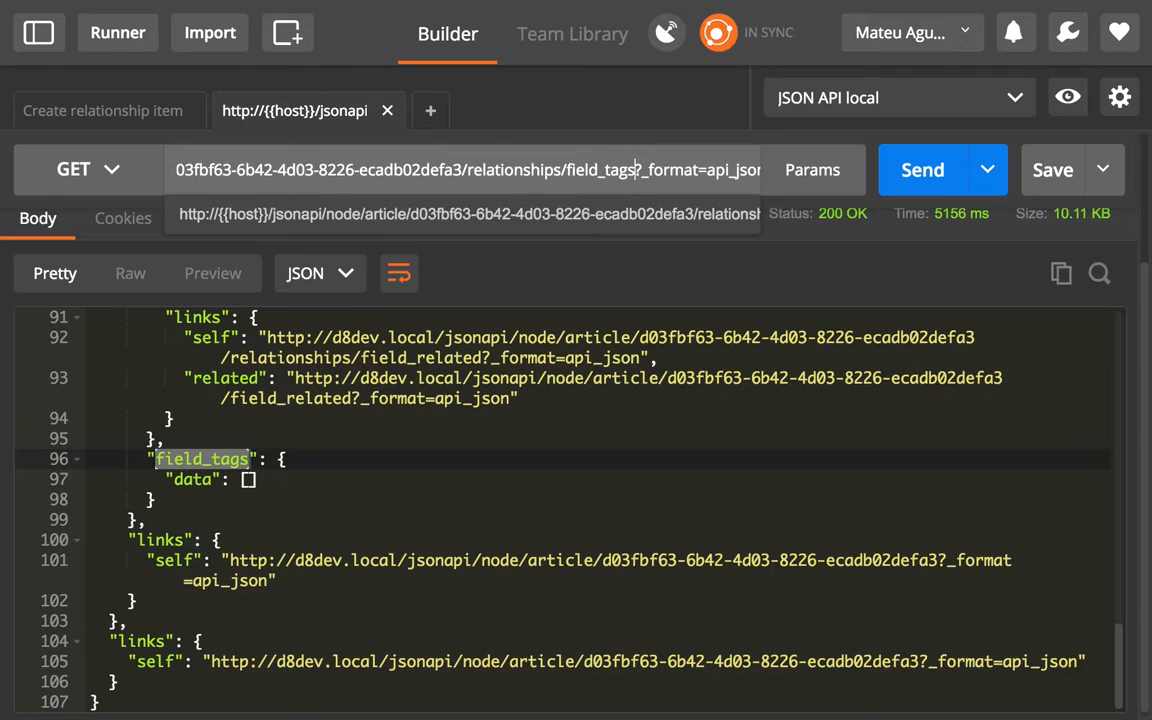 Runner
Import
Builder
Team Library
IN SYNC
Mateu Agu...
Create relationship item
http://{{host}}/jsonapi
JSON API local
GET
03fbf63-6b42-4d03-8226-ecadb02defa3/relationships/field_tags?_format=api_json
Params
Send
Save
http://{{host}}/jsonapi/node/article/d03fbf63-6b42-4d03-8226-ecadb02defa3/relationsh
Body
Cookies
Status: 200 OK
Time: 5156 ms
Size: 10.11 KB
Pretty
Raw
Preview
JSON
91 "links": {
92 "self": "http://d8dev.local/jsonapi/node/article/d03fbf63-6b42-4d03-8226-ecadb02defa3
/relationships/field_related?_format=api_json",
93 "related": "http://d8dev.local/jsonapi/node/article/d03fbf63-6b42-4d03-8226-ecadb02defa3
/field_related?_format=api_json"
94 }
95 },
96 "field_tags": {
97 "data": []
98 }
99 },
100 "links": {
101 "self": "http://d8dev.local/jsonapi/node/article/d03fbf63-6b42-4d03-8226-ecadb02defa3?_format
=api_json"
102 }
103 },
104 "links": {
105 "self": "http://d8dev.local/jsonapi/node/article/d03fbf63-6b42-4d03-8226-ecadb02defa3?_format=api_json"
106 }
107 }